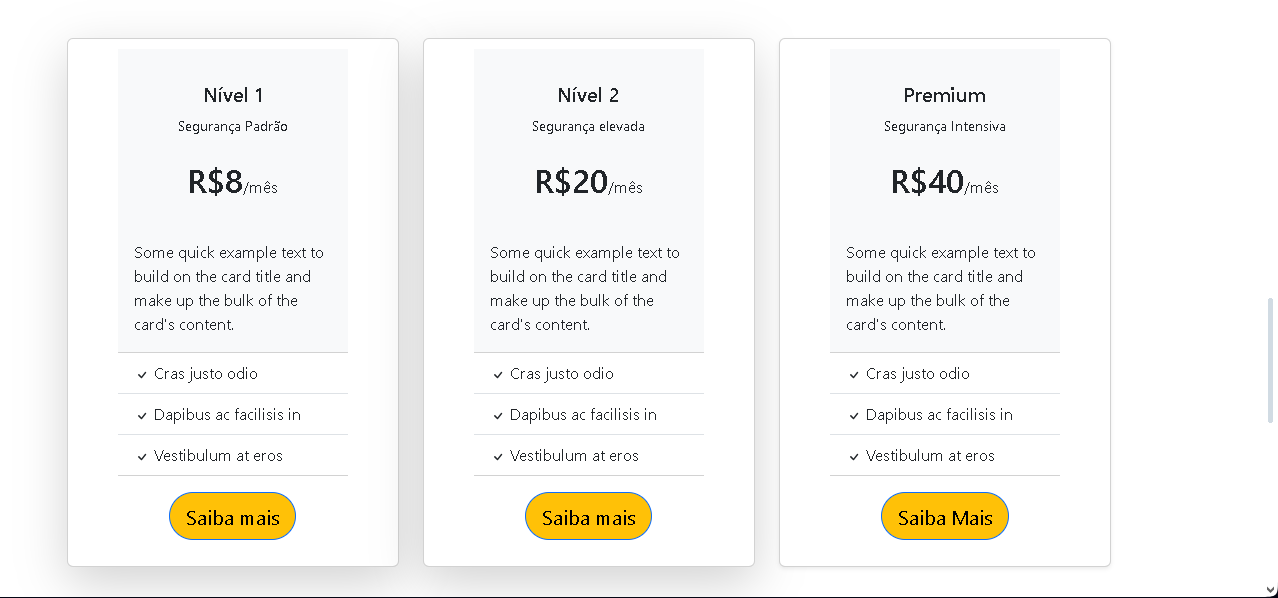 Nível 1
Segurança Padrão
R$8/mês
Some quick example text to
build on the card title and
make up the bulk of the
card's content.
Cras justo odio
Dapibus ac facilisis in
Vestibulum at eros
Saiba mais
Nível 2
Segurança elevada
R$20/mês
Some quick example text to
build on the card title and
make up the bulk of the
card's content.
Cras justo odio
Dapibus ac facilisis in
Vestibulum at eros
Saiba mais
Premium
Segurança Intensiva
R$40/mês
Some quick example text to
build on the card title and
make up the bulk of the
card's content.
Cras justo odio
Dapibus ac facilisis in
Vestibulum at eros
Saiba Mais